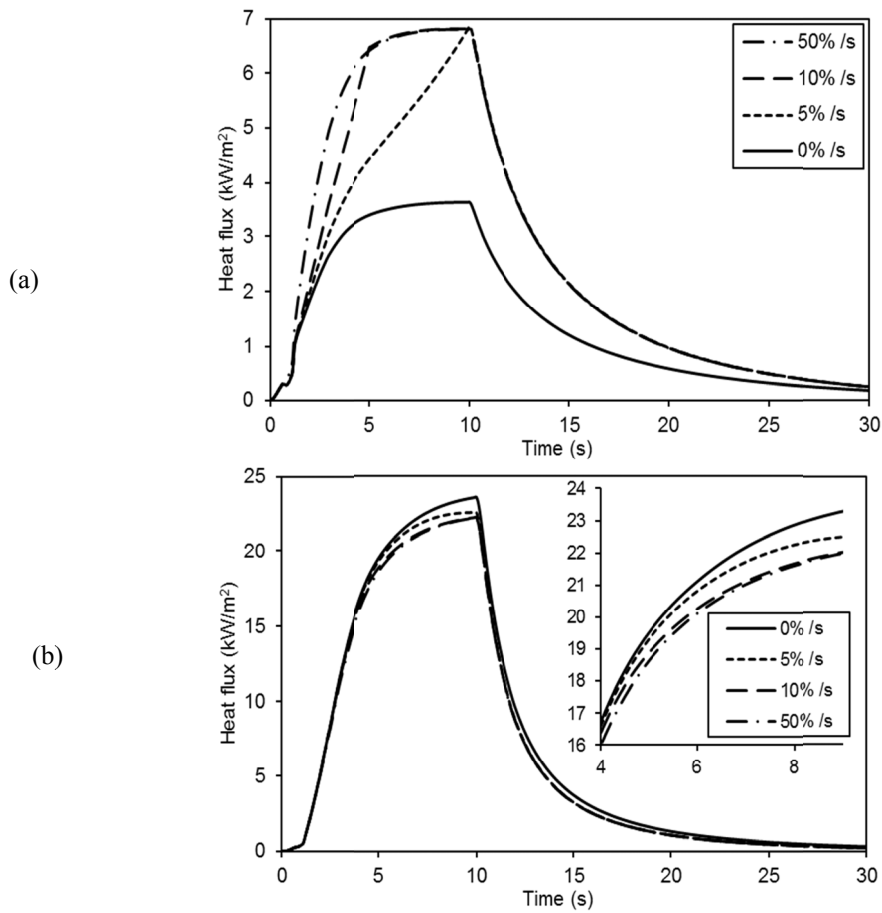 (a)
Heat flux (kW/m²)
7
6
5
4
3
2
1
0
0 5 10 15 20 25 30
Time (s)
50% /s
10% /s
5% /s
0% /s
(b)
Heat flux (kW/m²)
25
20
15
10
5
0
0 5 10 15 20 25 30
Time (s)
24
23
22
21
20
19
18
17
16
4 6 8
0% /s
5% /s
10% /s
50% /s